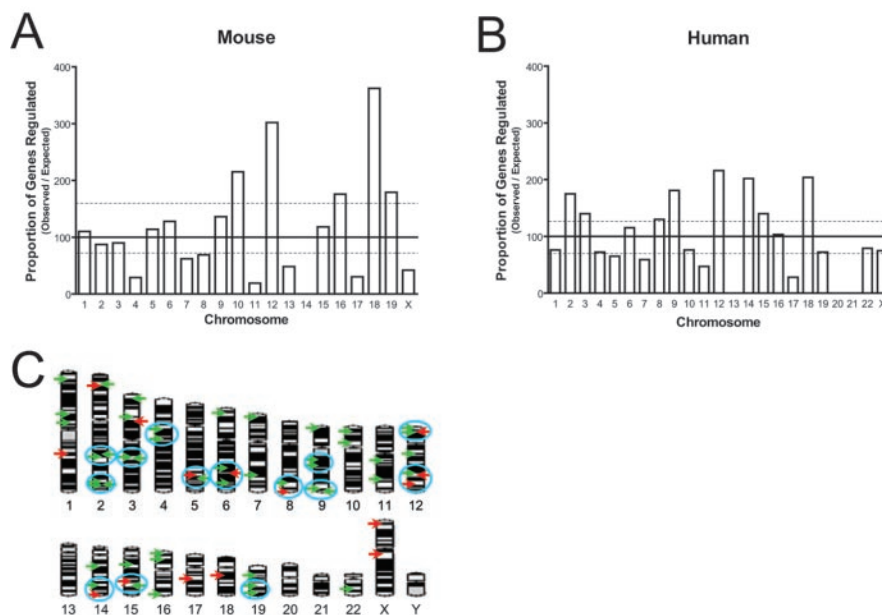 A
Mouse
Proportion of Genes Regulated
(Observed / Expected)
400
300
200
100
0
1 2 3 4 5 6 7 8 9 10 11 12 13 14 15 16 17 18 19 X
Chromosome
B
Human
Proportion of Genes Regulated
(Observed / Expected)
400
300
200
100
0
1 2 3 4 5 6 7 8 9 10 11 12 13 14 15 16 17 18 19 20 21 22 X
Chromosome
C
1 2 3 4 5 6 7 8 9 10 11 12
13 14 15 16 17 18 19 20 21 22 X Y